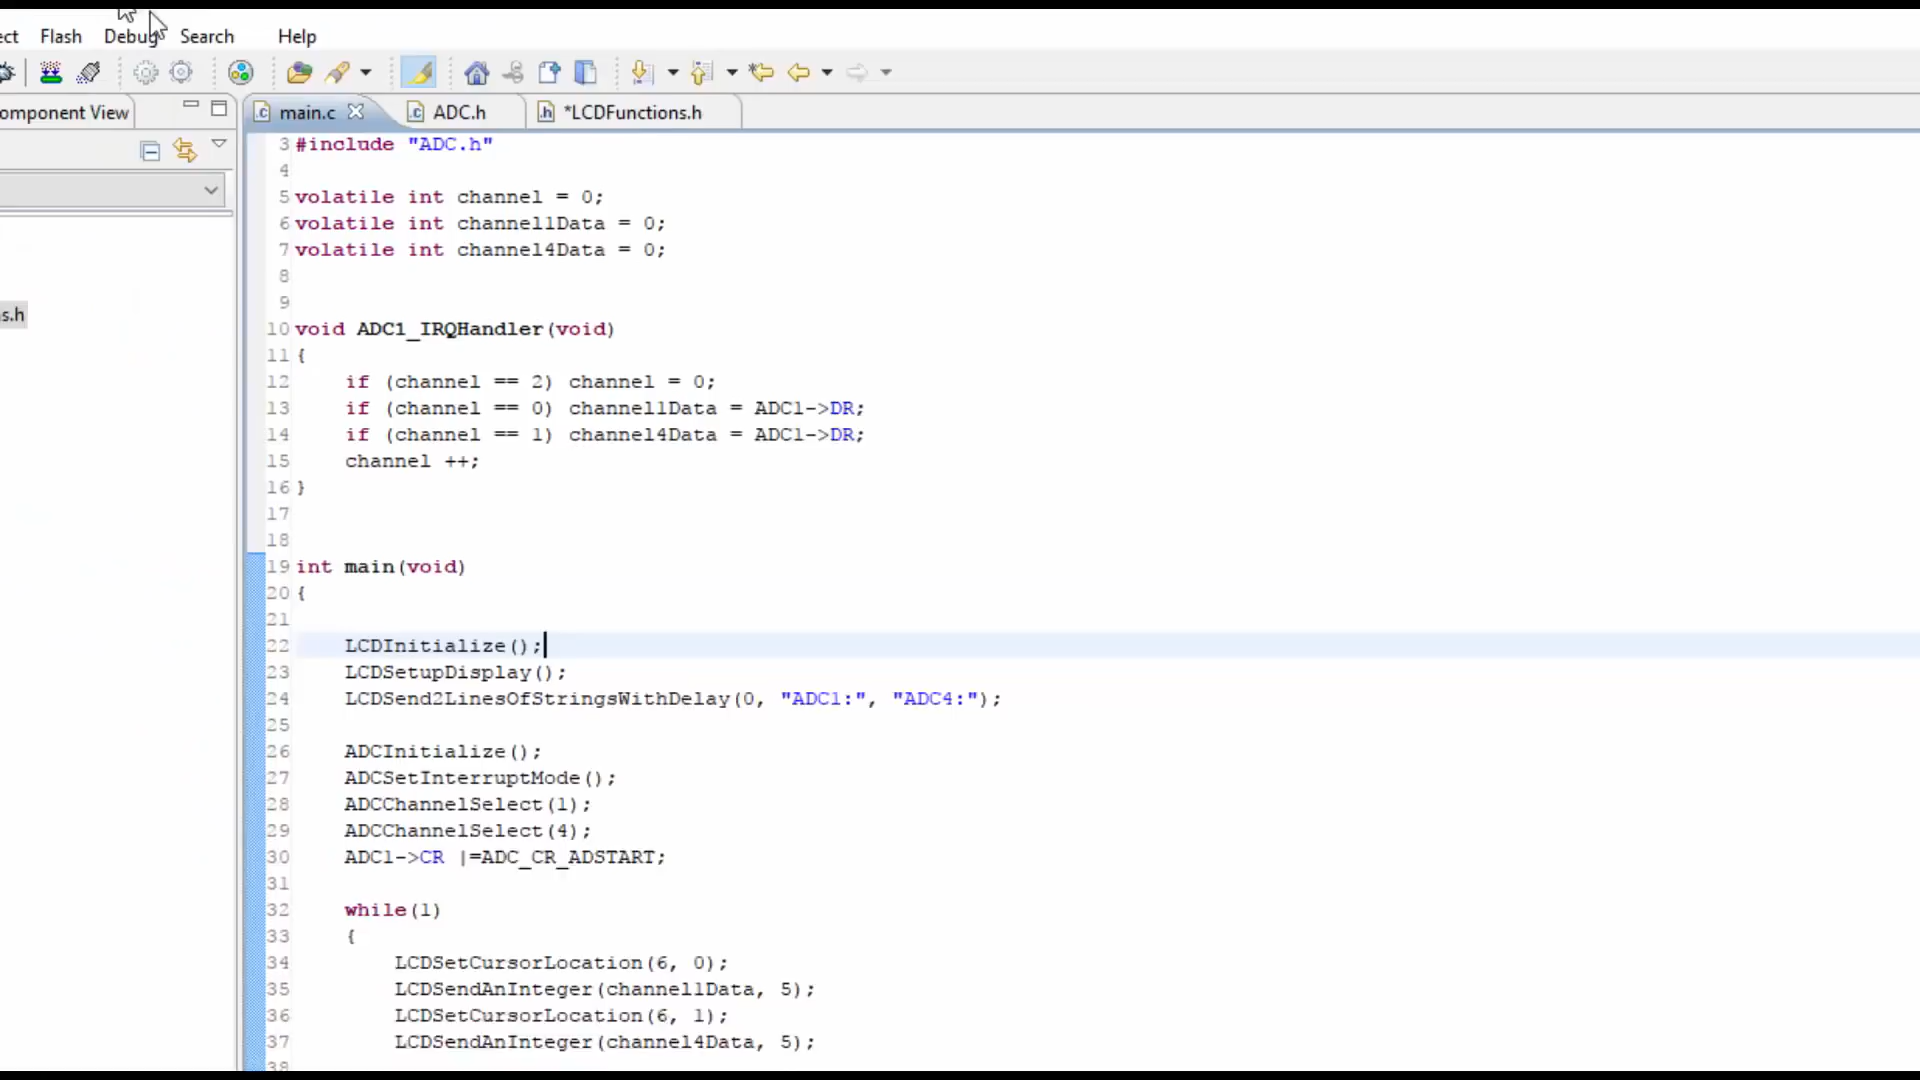 ect Flash Debug Search Help
omponent View
main.c ADC.h *LCDFunctions.h
s.h
3 #include "ADC.h"
4
5 volatile int channel = 0;
6 volatile int channel1Data = 0;
7 volatile int channel4Data = 0;
8
9
10 void ADC1_IRQHandler(void)
11 {
12 if (channel == 2) channel = 0;
13 if (channel == 0) channel1Data = ADC1->DR;
14 if (channel == 1) channel4Data = ADC1->DR;
15 channel ++;
16 }
17
18
19 int main(void)
20 {
21
22 LCDInitialize();
23 LCDSetupDisplay();
24 LCDSend2LinesOfStringsWithDelay(0, "ADC1:", "ADC4:");
25
26 ADCInitialize();
27 ADCSetInterruptMode();
28 ADCChannelSelect(1);
29 ADCChannelSelect(4);
30 ADC1->CR |=ADC_CR_ADSTART;
31
32 while(1)
33 {
34 LCDSetCursorLocation(6, 0);
35 LCDSendAnInteger(channel1Data, 5);
36 LCDSetCursorLocation(6, 1);
37 LCDSendAnInteger(channel4Data, 5);
38